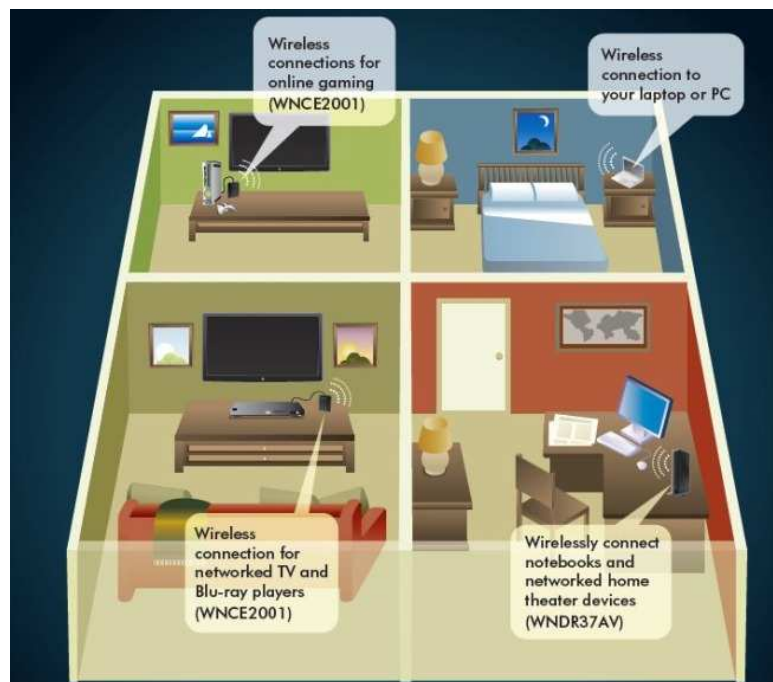 Wireless
connections for
online gaming
(WNCE2001)
Wireless
connection to
your laptop or PC
Wireless
connection for
networked TV and
Blu-ray players
(WNCE2001)
Wirelessly connect
notebooks and
networked home
theater devices
(WNDR37AV)